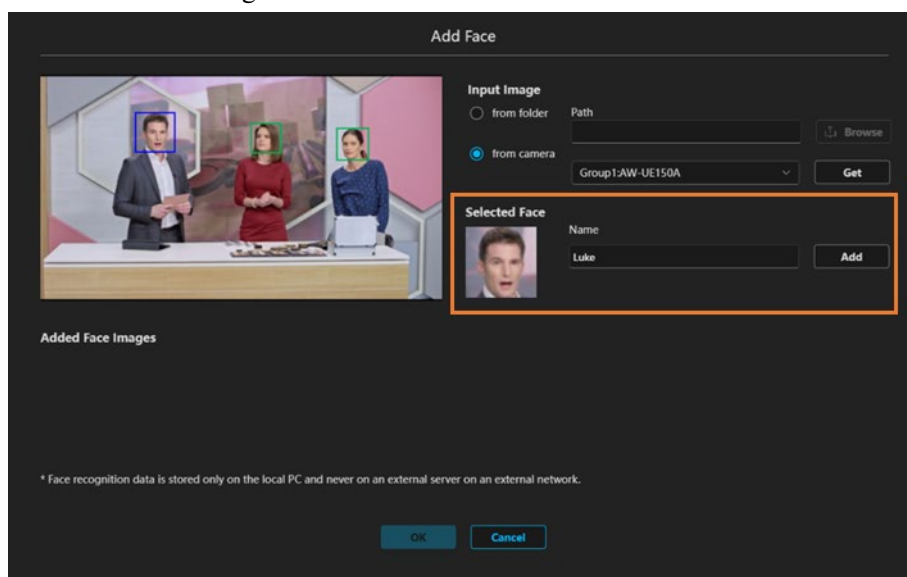 Add Face
Input Image
from folder
Path
Browse
from camera
Group1:AW-UE150A
Get
Selected Face
Name
Luke
Add
Added Face Images
* Face recognition data is stored only on the local PC and never on an external server on an external network.
OK
Cancel